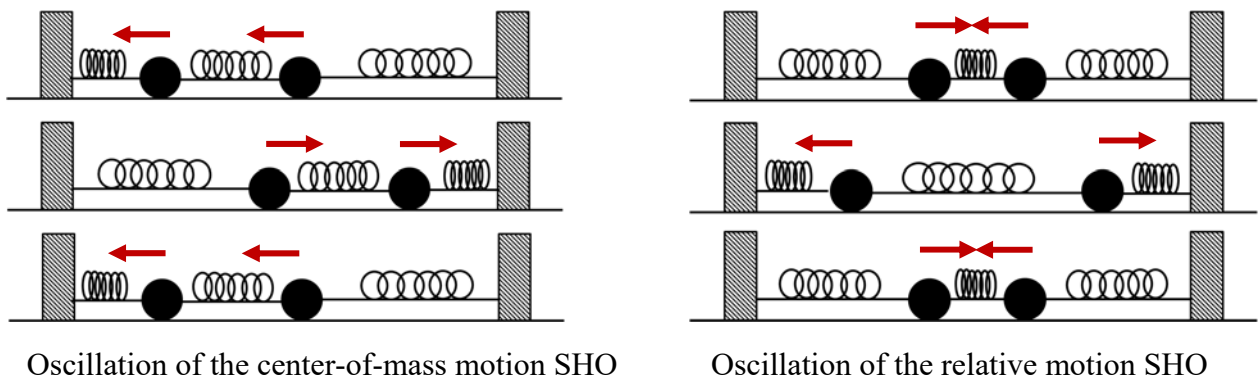 Oscillation of the center-of-mass motion SHO
Oscillation of the relative motion SHO